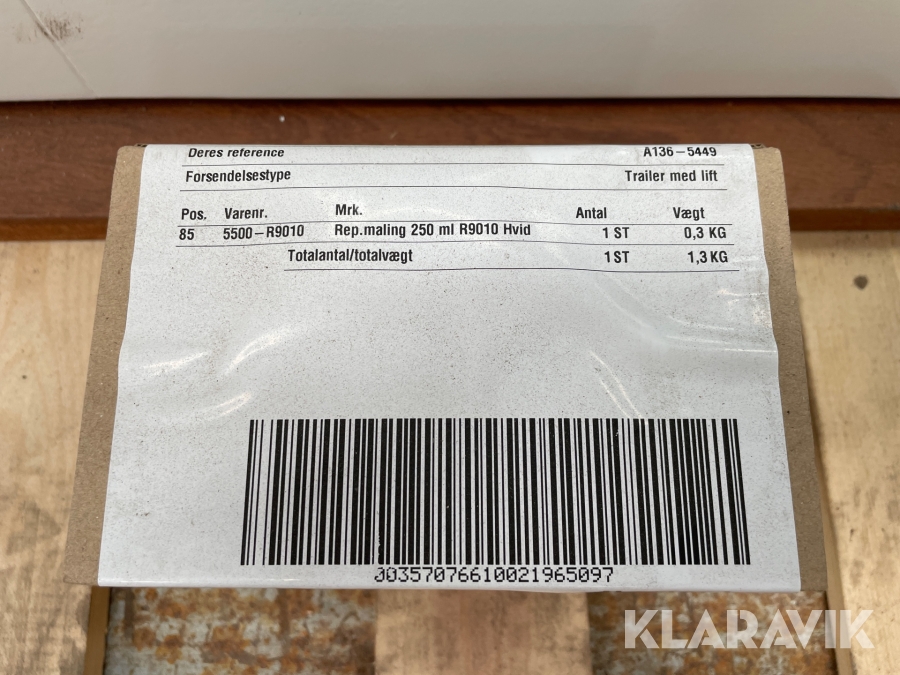 Deres reference A136-5449
Forsendelsestype Trailer med lift
Pos. Varenr. Mrk. Antal Vægt
85 5500-R9010 Rep.maling 250 ml R9010 Hvid 1 ST 0,3 KG
Totalantal/totalvægt 1 ST 1,3 KG
00357076610021965097
KLARAVIK